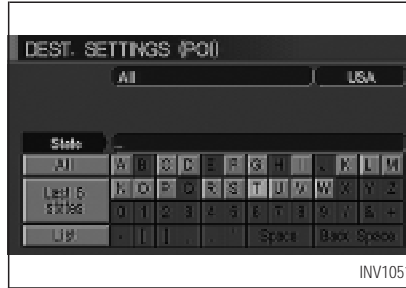 DEST. SETTINGS (POI)
All USA
State
All A B C D E F G H I J K L M
Last 5 states N O P Q R S T U V W X Y Z
0 1 2 3 4 5 6 7 8 9 / & +
List - [ ] . , ' Space Back Space
INV105